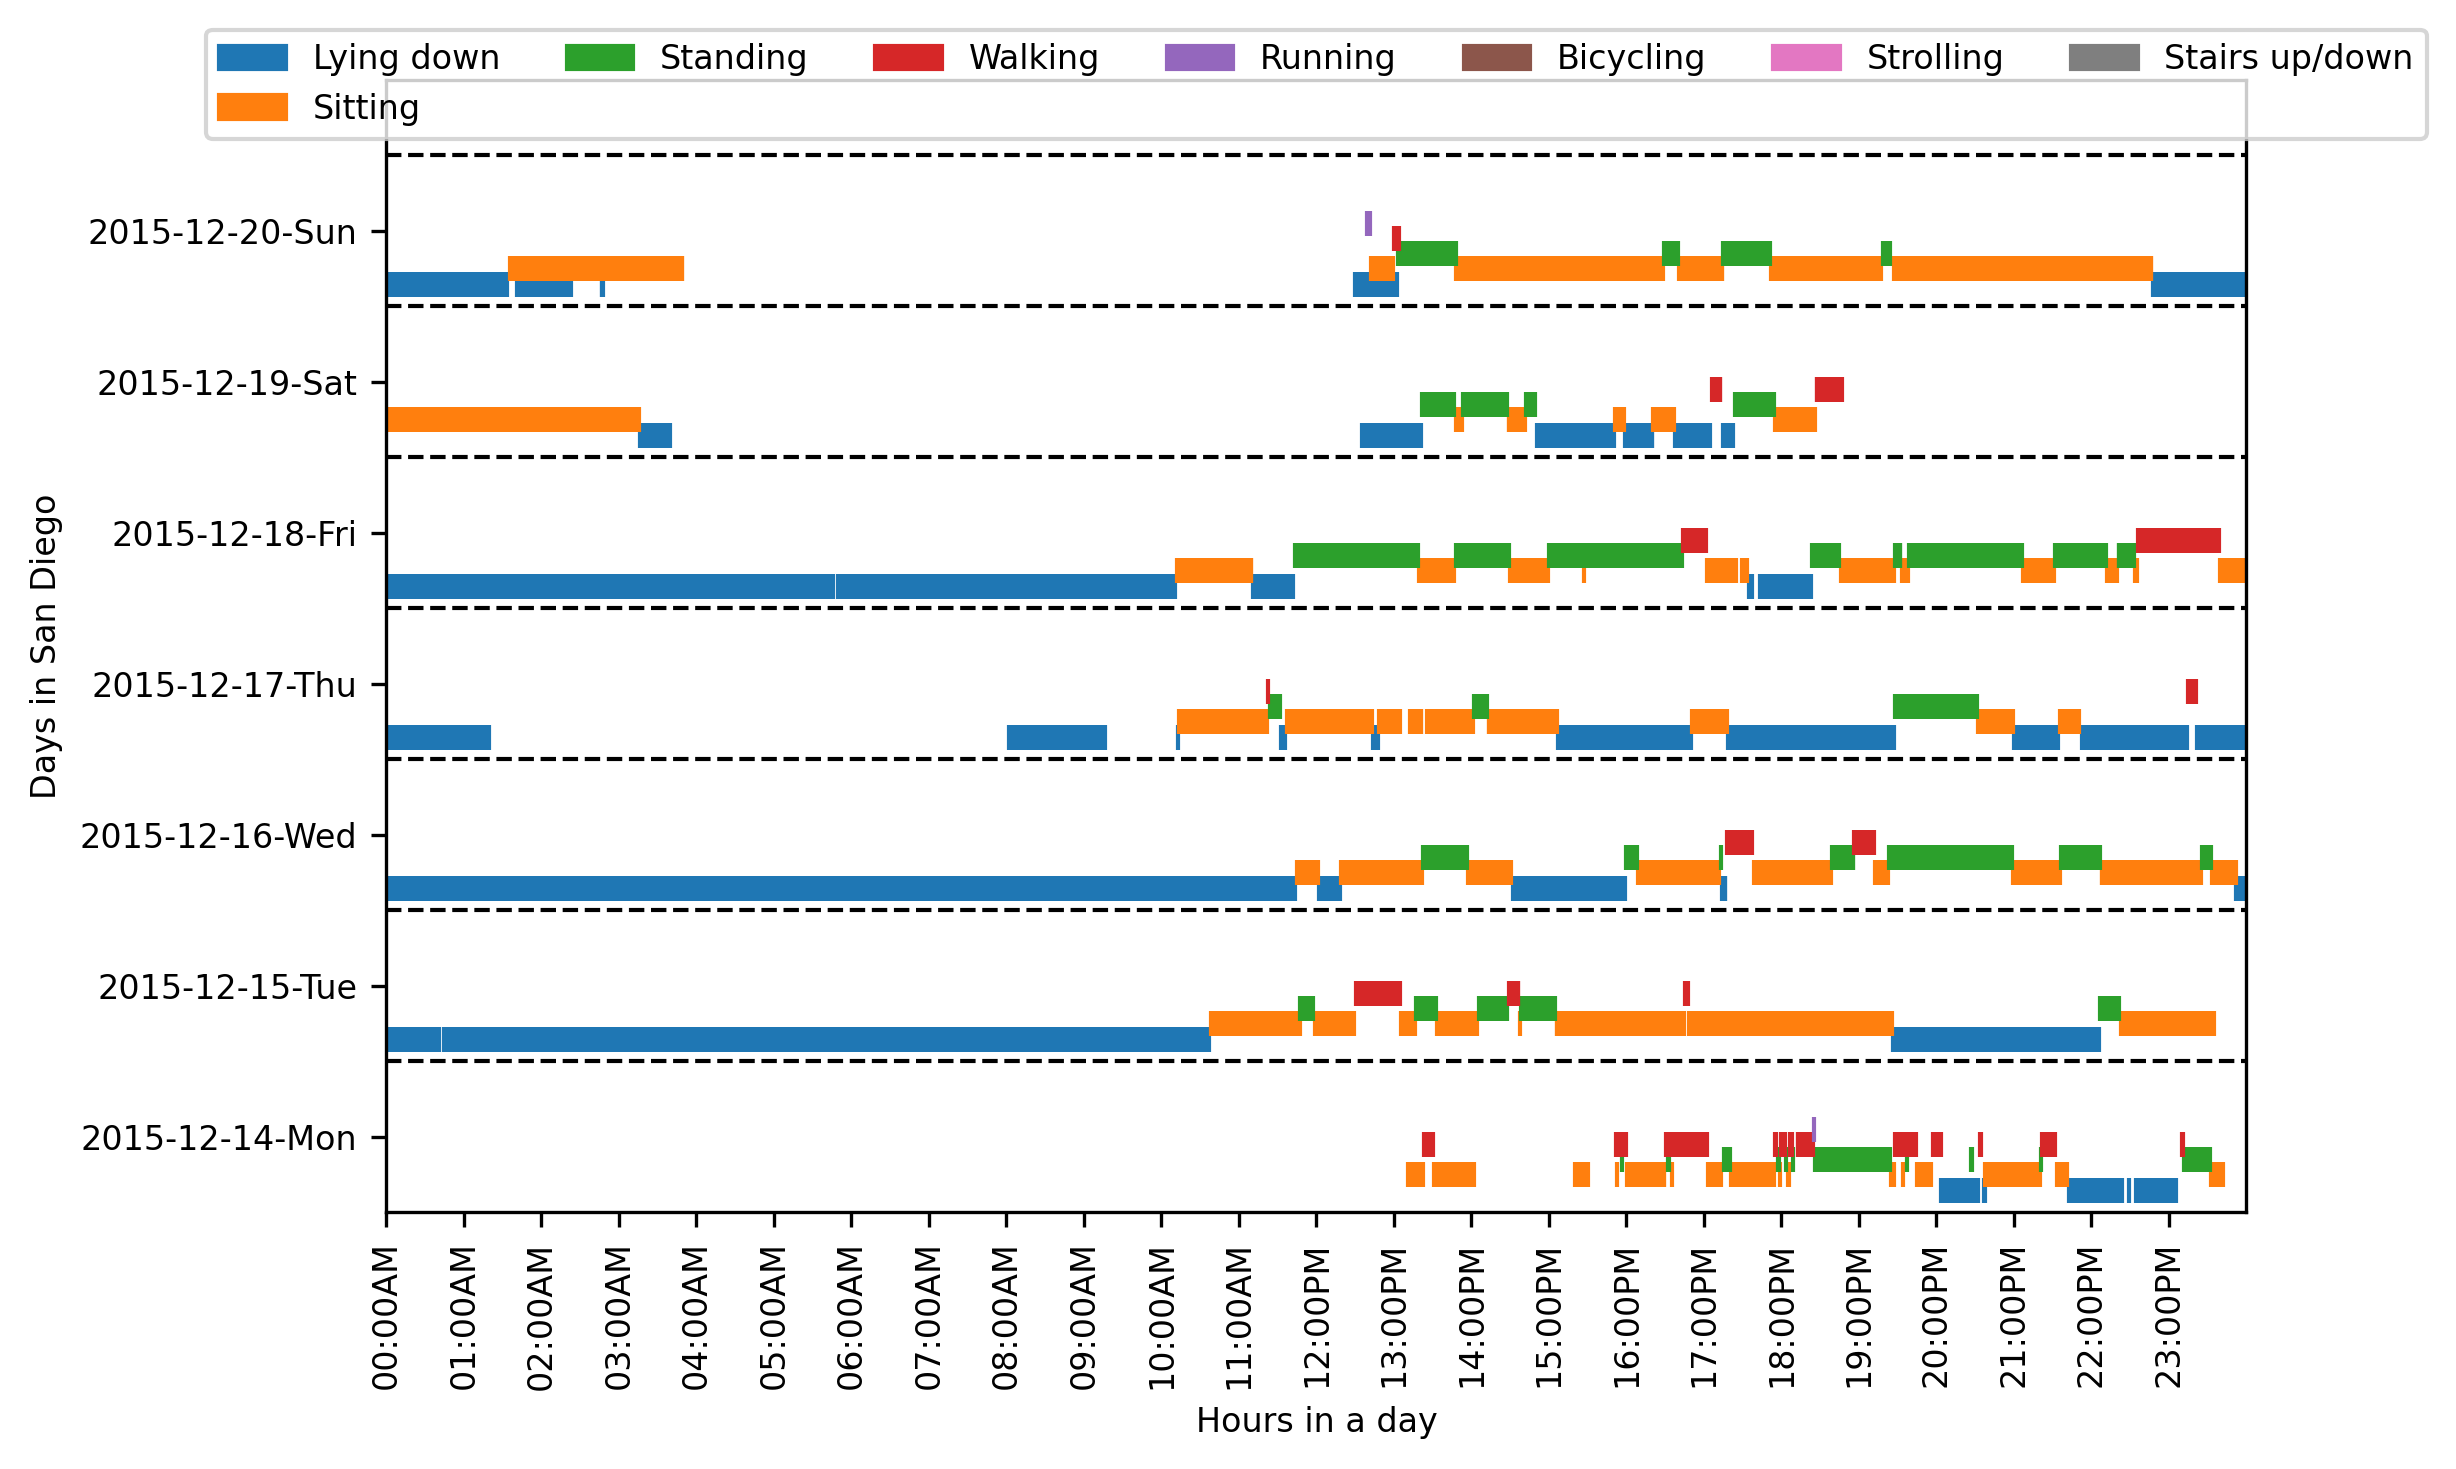 Lying down Standing Walking Running Bicycling Strolling Stairs up/down
Sitting
Days in San Diego
2015-12-20-Sun
2015-12-19-Sat
2015-12-18-Fri
2015-12-17-Thu
2015-12-16-Wed
2015-12-15-Tue
2015-12-14-Mon
00:00AM 01:00AM 02:00AM 03:00AM 04:00AM 05:00AM 06:00AM 07:00AM 08:00AM 09:00AM 10:00AM 11:00AM 12:00PM 13:00PM 14:00PM 15:00PM 16:00PM 17:00PM 18:00PM 19:00PM 20:00PM 21:00PM 22:00PM 23:00PM
Hours in a day